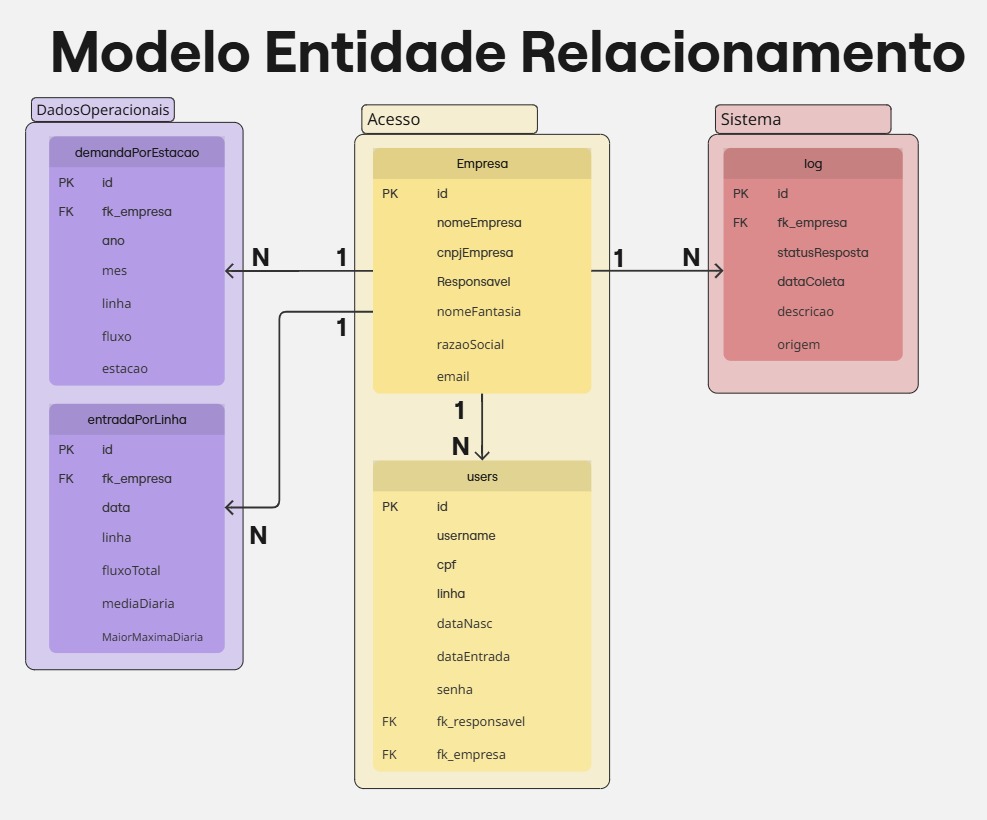 Modelo Entidade Relacionamento
DadosOperacionais
demandaPorEstacao
PK id
FK fk_empresa
ano
mes
linha
fluxo
estacao
entradaPorLinha
PK id
FK fk_empresa
data
linha
fluxoTotal
mediaDiaria
MaiorMaximaDiaria
N
1
1
N
Acesso
Empresa
PK id
nomeEmpresa
cnpjEmpresa
Responsavel
nomeFantasia
razaoSocial
email
1
N
users
PK id
username
cpf
linha
dataNasc
dataEntrada
senha
FK fk_responsavel
FK fk_empresa
1
N
Sistema
log
PK id
FK fk_empresa
statusResposta
dataColeta
descricao
origem